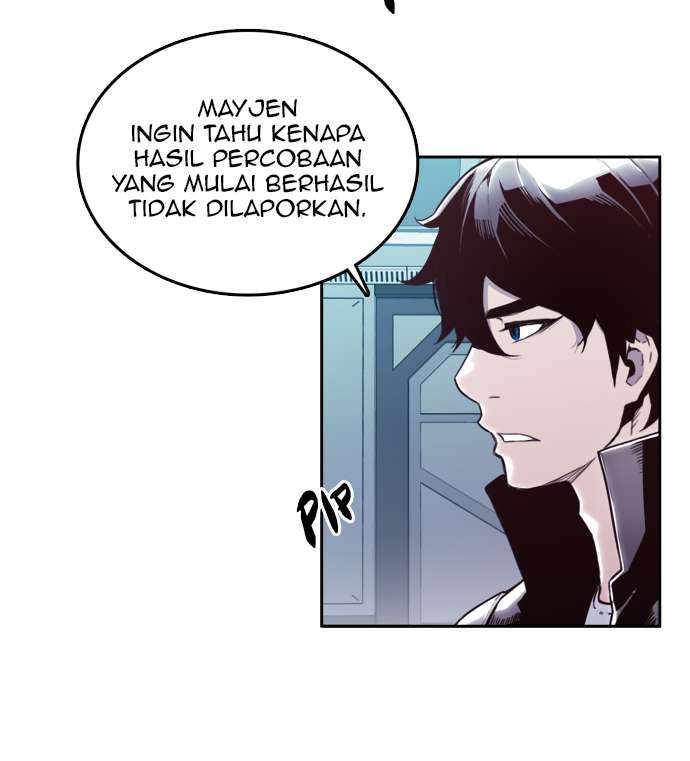 MAYJEN
INGIN TAHU KENAPA
HASIL PERCOBAAN
YANG MULAI BERHASIL
TIDAK DILAPORKAN.
PIP